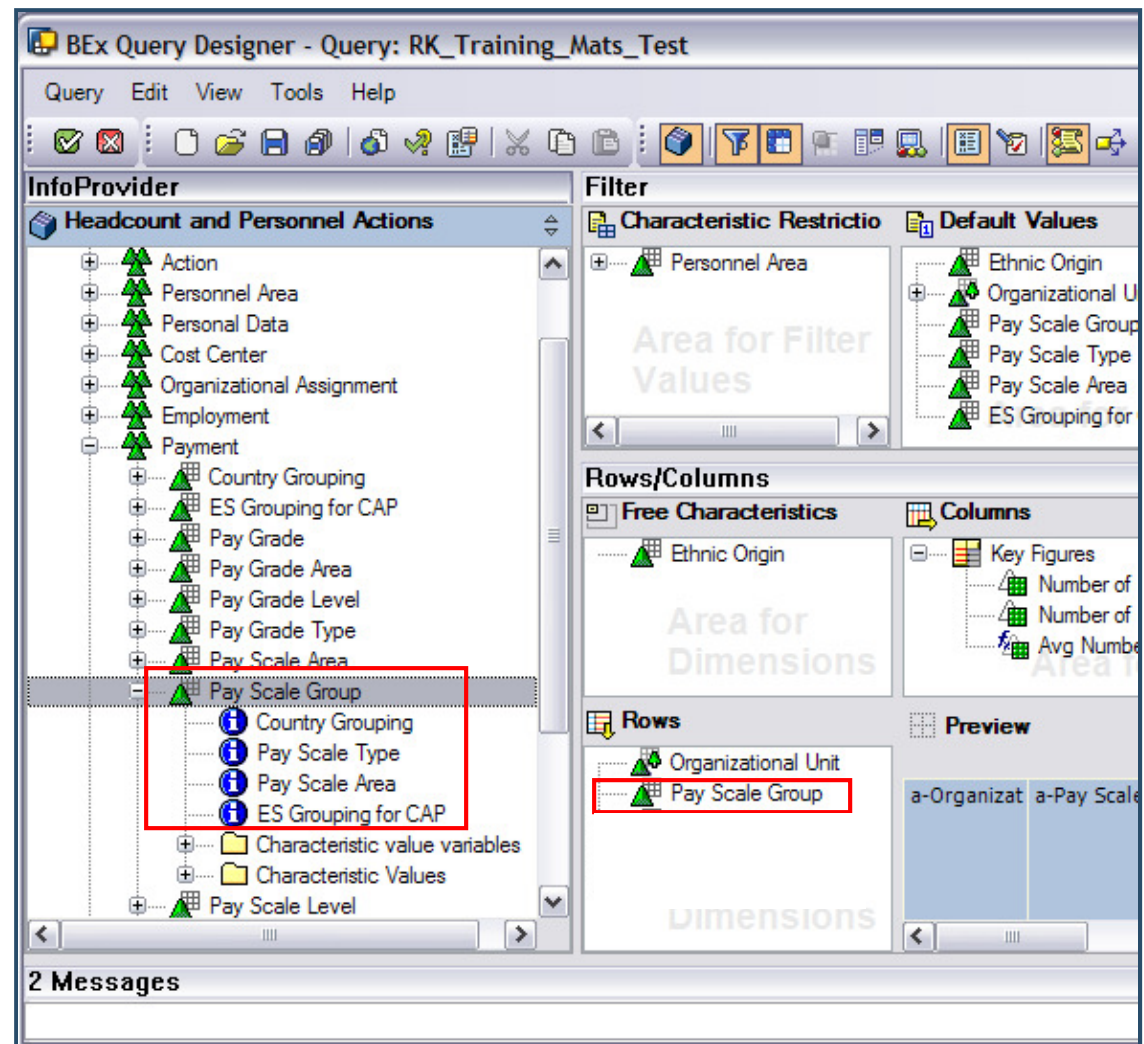 BEx Query Designer - Query: RK_Training_Mats_Test
Query Edit View Tools Help
InfoProvider
Headcount and Personnel Actions
Action
Personnel Area
Personal Data
Cost Center
Organizational Assignment
Employment
Payment
Country Grouping
ES Grouping for CAP
Pay Grade
Pay Grade Area
Pay Grade Level
Pay Grade Type
Pay Scale Area
Pay Scale Group
Country Grouping
Pay Scale Type
Pay Scale Area
ES Grouping for CAP
Characteristic value variables
Characteristic Values
Pay Scale Level
Filter
Characteristic Restrictio
Personnel Area
Area for Filter
Values
Default Values
Ethnic Origin
Organizational U
Pay Scale Group
Pay Scale Type
Pay Scale Area
ES Grouping for
Rows/Columns
Free Characteristics
Ethnic Origin
Area for
Dimensions
Columns
Key Figures
Number of
Number of
Avg Numbe
Area f
Rows
Organizational Unit
Pay Scale Group
Dimensions
Preview
a-Organizat a-Pay Scale
2 Messages